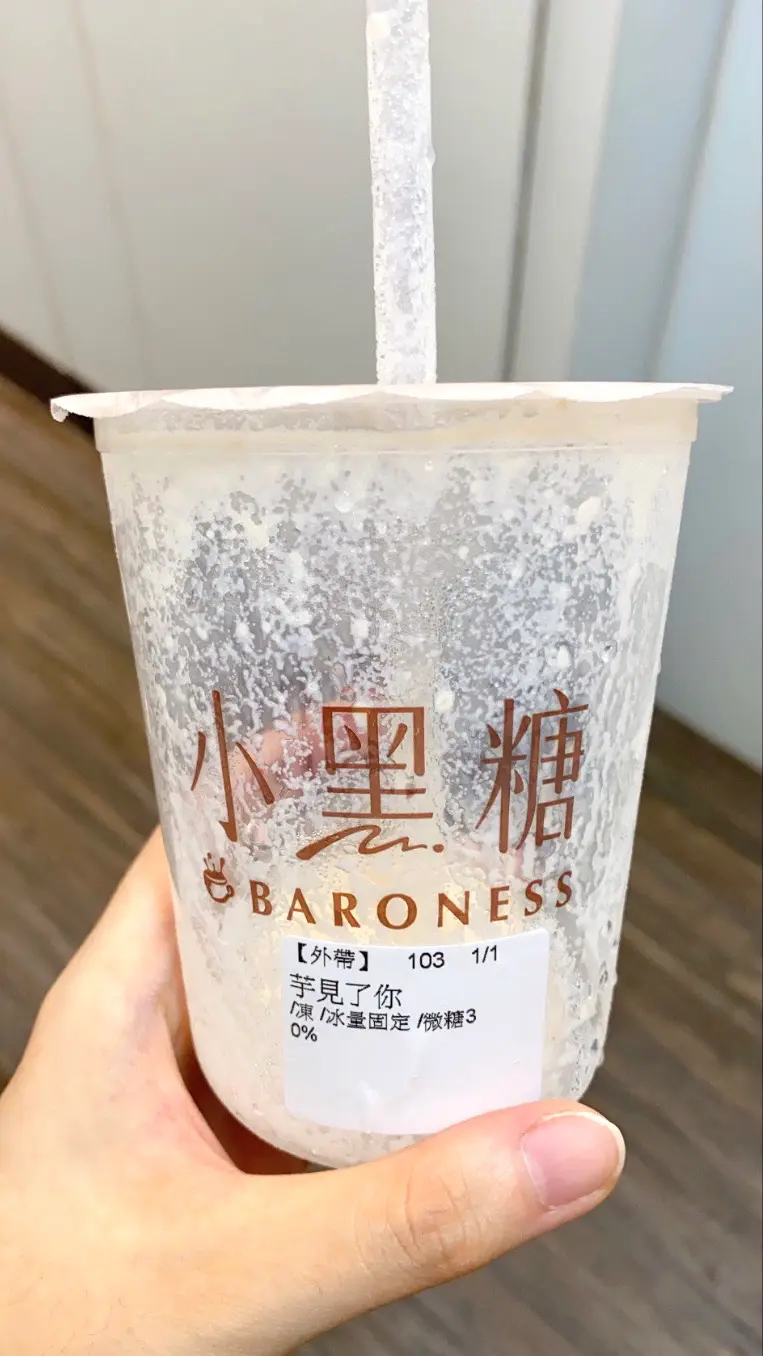 小黑糖
BARONESS
【外帶】 103 1/1
芋見了你
/凍 /冰量固定 /微糖3
0%